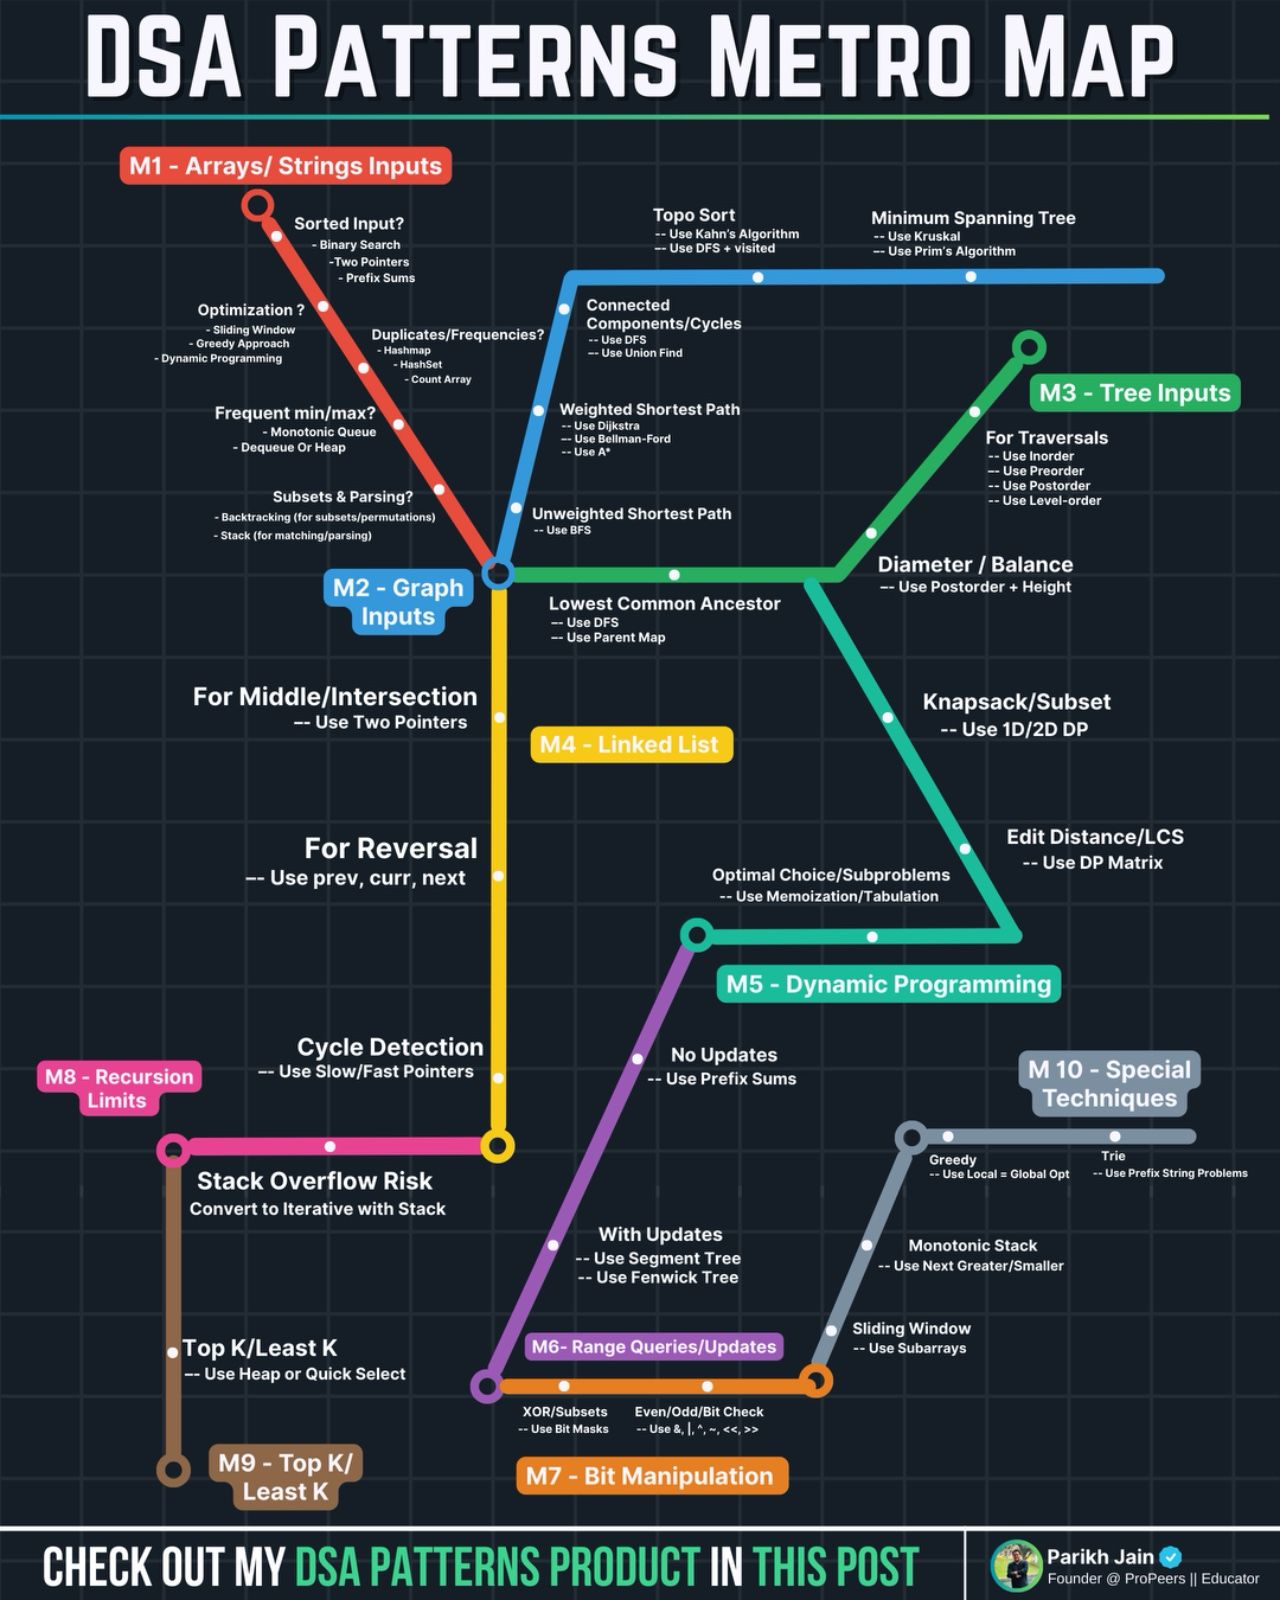 DSA PATTERNS METRO MAP
M1 - Arrays/ Strings Inputs
Sorted Input?
- Binary Search
-Two Pointers
- Prefix Sums
Optimization ?
- Sliding Window
- Greedy Approach
- Dynamic Programming
Duplicates/Frequencies?
- Hashmap
- HashSet
- Count Array
Frequent min/max?
- Monotonic Queue
- Dequeue Or Heap
Subsets & Parsing?
- Backtracking (for subsets/permutations)
- Stack (for matching/parsing)
Topo Sort
-- Use Kahn's Algorithm
-- Use DFS + visited
Minimum Spanning Tree
-- Use Kruskal
-- Use Prim's Algorithm
Connected
Components/Cycles
-- Use DFS
-- Use Union Find
Weighted Shortest Path
-- Use Dijkstra
-- Use Bellman-Ford
-- Use A*
Unweighted Shortest Path
-- Use BFS
M2 - Graph
Inputs
M3 - Tree Inputs
For Traversals
-- Use Inorder
-- Use Preorder
-- Use Postorder
-- Use Level-order
Diameter / Balance
-- Use Postorder + Height
Lowest Common Ancestor
-- Use DFS
-- Use Parent Map
For Middle/Intersection
-- Use Two Pointers
M4 - Linked List
For Reversal
-- Use prev, curr, next
Cycle Detection
-- Use Slow/Fast Pointers
Knapsack/Subset
-- Use 1D/2D DP
Edit Distance/LCS
-- Use DP Matrix
Optimal Choice/Subproblems
-- Use Memoization/Tabulation
M5 - Dynamic Programming
No Updates
-- Use Prefix Sums
With Updates
-- Use Segment Tree
-- Use Fenwick Tree
M6- Range Queries/Updates
M8 - Recursion
Limits
Stack Overflow Risk
Convert to Iterative with Stack
Top K/Least K
-- Use Heap or Quick Select
M9 - Top K/
Least K
M 10 - Special
Techniques
Greedy
-- Use Local = Global Opt
Trie
-- Use Prefix String Problems
Monotonic Stack
-- Use Next Greater/Smaller
Sliding Window
-- Use Subarrays
XOR/Subsets
-- Use Bit Masks
Even/Odd/Bit Check
-- Use &, |, ^, ~, <<, >>
M7 - Bit Manipulation
CHECK OUT MY DSA PATTERNS PRODUCT IN THIS POST
Parikh Jain
Founder @ ProPeers || Educator